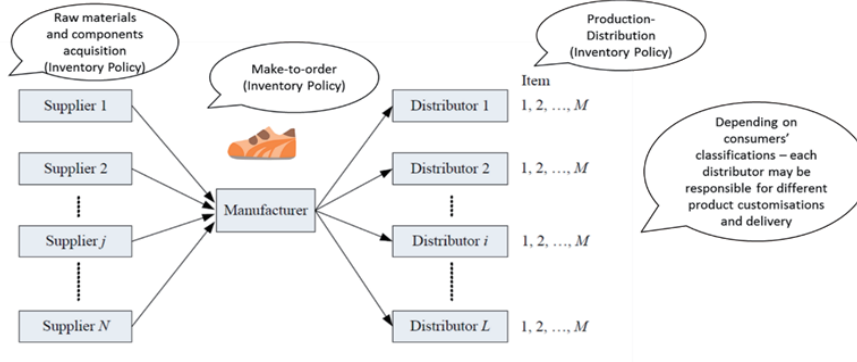 Raw materials
and components
acquisition
(Inventory Policy)
Make-to-order
(Inventory Policy)
Production-
Distribution
(Inventory Policy)
Item
Supplier 1
Distributor 1
1, 2, …, M
Supplier 2
Distributor 2
1, 2, …, M
Manufacturer
Supplier j
Distributor i
1, 2, …, M
Supplier N
Distributor L
1, 2, …, M
Depending on
consumers’
classifications – each
distributor may be
responsible for different
product customisations
and delivery